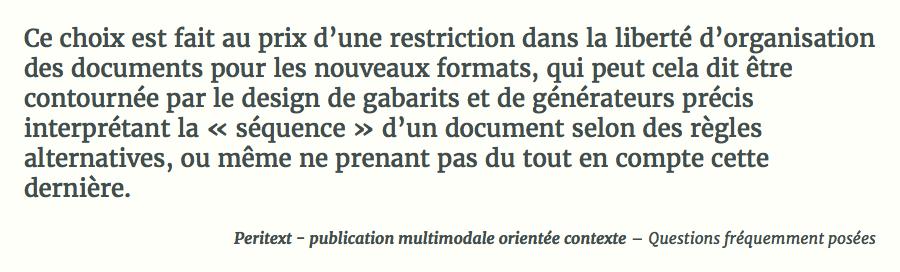 Ce choix est fait au prix d’une restriction dans la liberté d’organisation
des documents pour les nouveaux formats, qui peut cela dit être
contournée par le design de gabarits et de générateurs précis
interprétant la « séquence » d’un document selon des règles
alternatives, ou même ne prenant pas du tout en compte cette
dernière.
Peritext - publication multimodale orientée contexte – Questions fréquemment posées